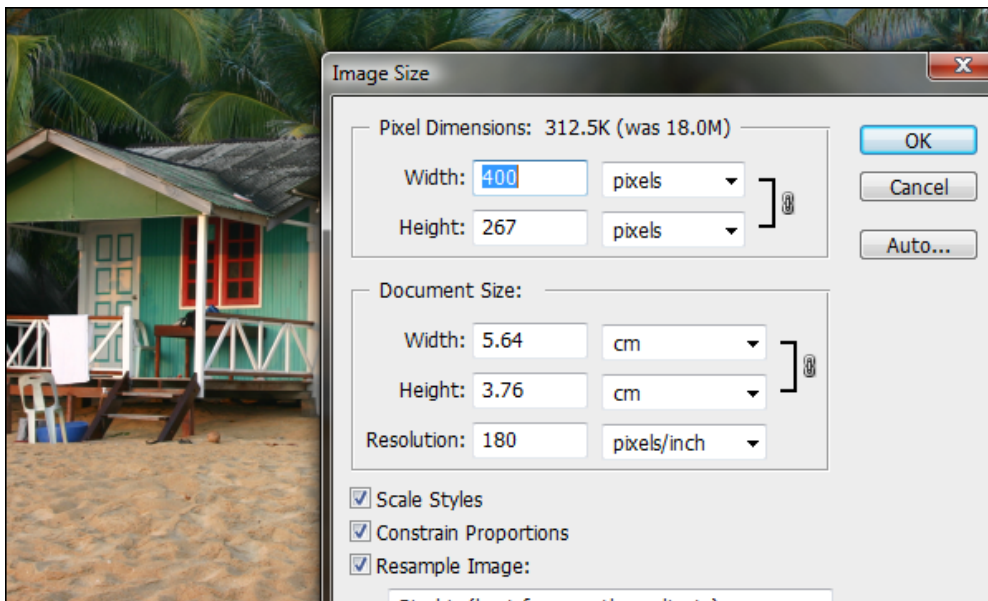 Image Size
Pixel Dimensions: 312.5K (was 18.0M)
Width: 400 pixels
Height: 267 pixels
OK
Cancel
Auto...
Document Size:
Width: 5.64 cm
Height: 3.76 cm
Resolution: 180 pixels/inch
Scale Styles
Constrain Proportions
Resample Image: